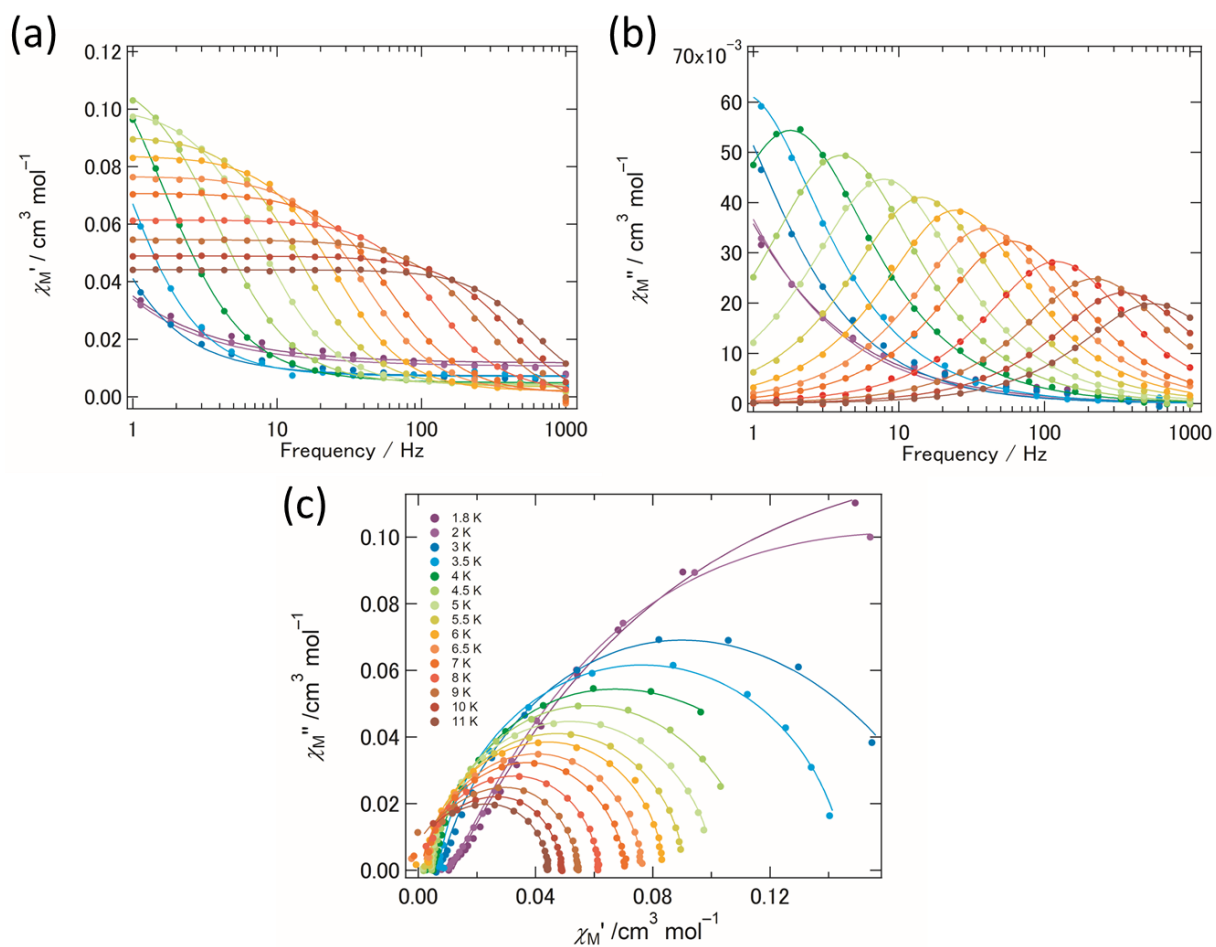 (a)
0.12
0.10
0.08
0.06
0.04
0.02
0.00
χM' / cm³ mol⁻¹
1
10
100
1000
Frequency / Hz
(b)
70x10⁻³
60
50
40
30
20
10
0
χM'' / cm³ mol⁻¹
1
10
100
1000
Frequency / Hz
(c)
0.10
0.08
0.06
0.04
0.02
0.00
χM'' /cm³ mol⁻¹
1.8 K
2 K
3 K
3.5 K
4 K
4.5 K
5 K
5.5 K
6 K
6.5 K
7 K
8 K
9 K
10 K
11 K
0.00
0.04
0.08
0.12
χM' /cm³ mol⁻¹